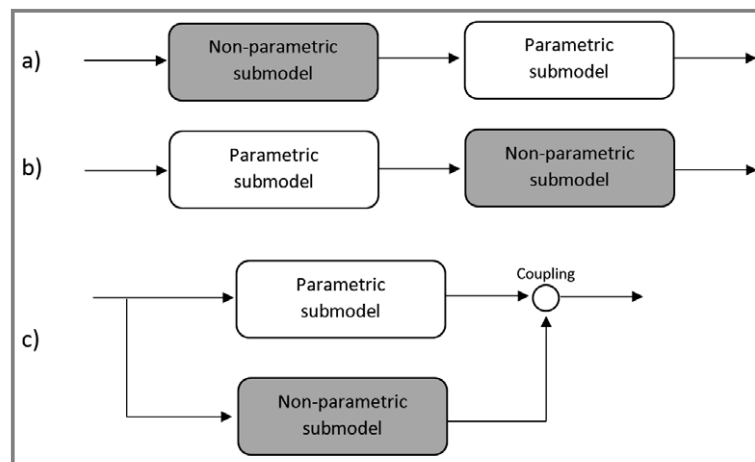 a)
Non-parametric
submodel
Parametric
submodel
b)
Parametric
submodel
Non-parametric
submodel
c)
Parametric
submodel
Coupling
Non-parametric
submodel